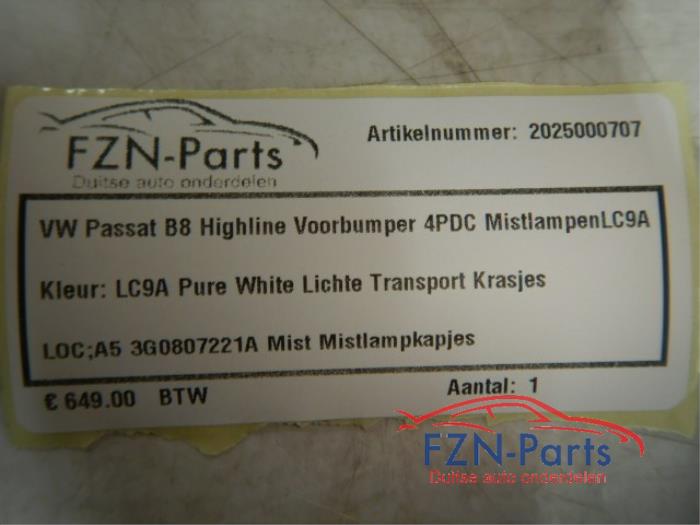 FZN-Parts
Duitse auto onderdelen
Artikelnummer: 2025000707
VW Passat B8 Highline Voorbumper 4PDC MistlampenLC9A
Kleur: LC9A Pure White Lichte Transport Krasjes
LOC;A5 3G0807221A Mist Mistlampkapjes
€ 649.00 BTW
Aantal: 1
FZN-Parts
Duitse auto onderdelen